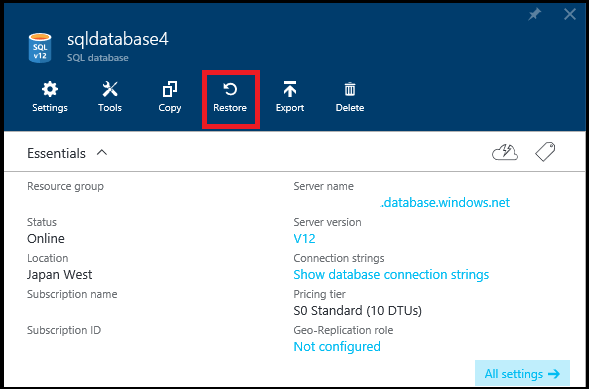 sqldatabase4
SQL database
SQL
v12
Settings Tools Copy Restore Export Delete
Essentials
Resource group
Server name
.database.windows.net
Status
Online
Server version
V12
Location
Japan West
Connection strings
Show database connection strings
Subscription name
Pricing tier
S0 Standard (10 DTUs)
Subscription ID
Geo-Replication role
Not configured
All settings →